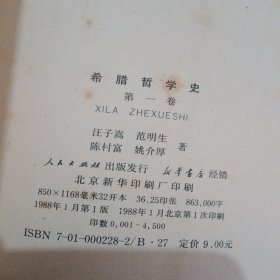 希腊哲学史
第一卷
XILA ZHEXUESHI
汪子嵩 范明生 著
陈村富 姚介厚
人民出版社 出版发行 新华书店 经销
北京新华印刷厂印刷
850×1168毫米32开本 36.25印张 863,000字
1988年1月第1版 1988年1月北京第1次印刷
印数0,001-4,500
ISBN 7-01-000228-2/B·27 定价 9.00元